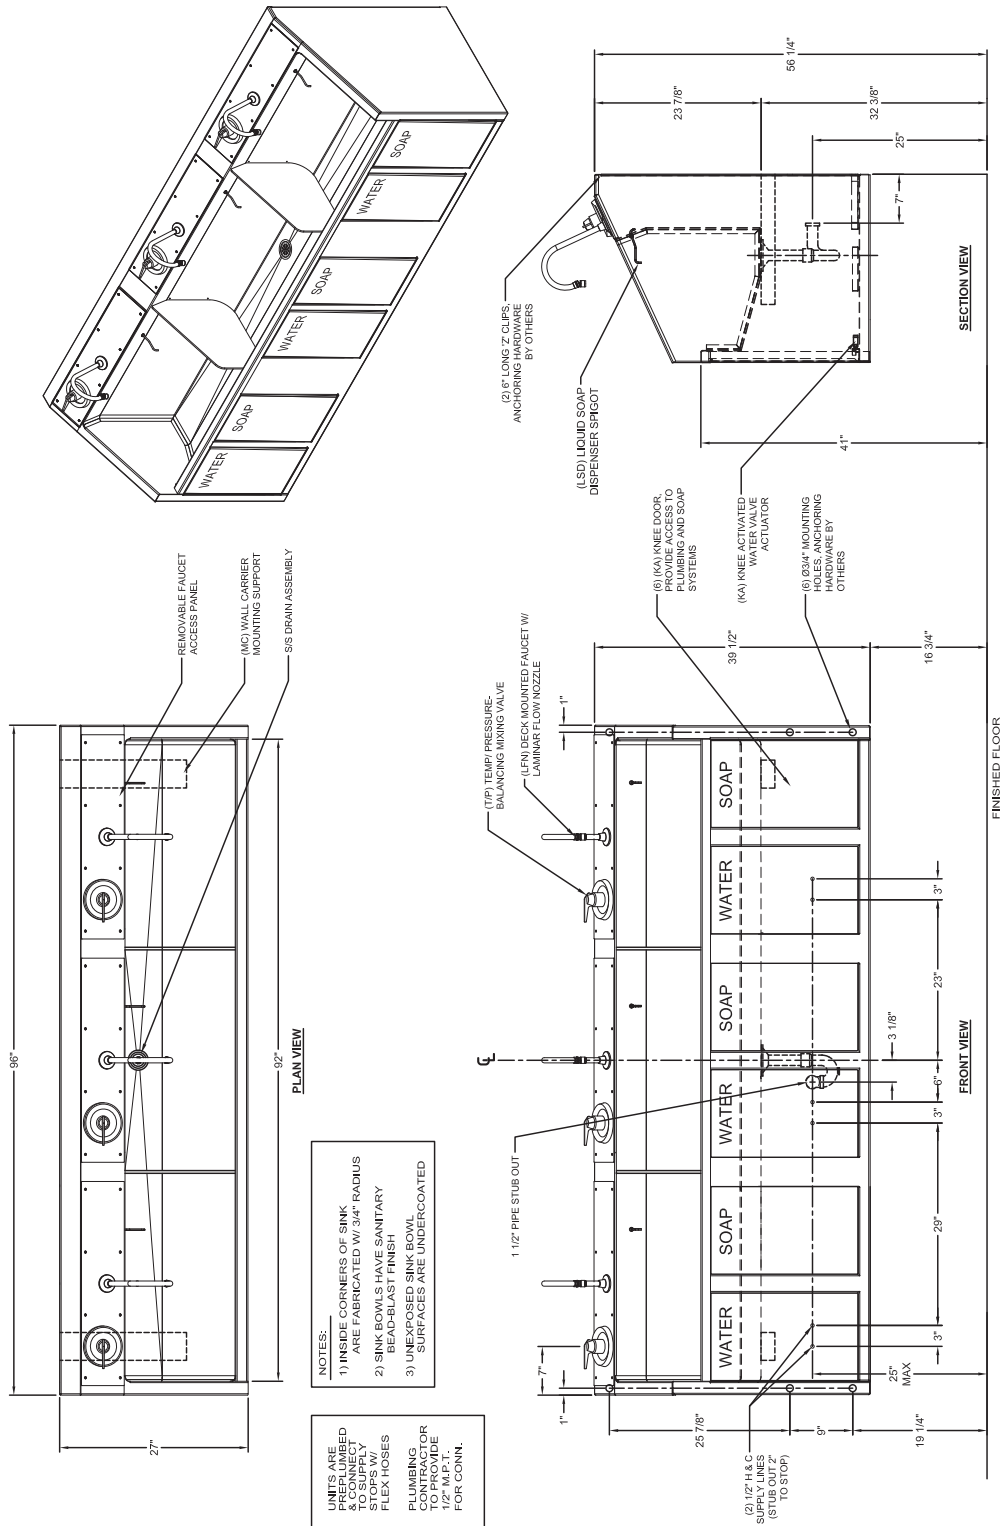 96"
27"
92"
PLAN VIEW
REMOVABLE FAUCET
ACCESS PANEL
(MC) WALL CARRIER
MOUNTING SUPPORT
S/S DRAIN ASSEMBLY
WATER
SOAP
WATER
SOAP
WATER
SOAP
UNITS ARE
PREPLUMBED
& CONNECT
TO SUPPLY
STOPS W/
FLEX HOSES
PLUMBING
CONTRACTOR
TO PROVIDE
1/2" M.P.T.
FOR CONN.
NOTES:
1) INSIDE CORNERS OF SINK
ARE FABRICATED W/ 3/4" RADIUS
2) SINK BOWLS HAVE SANITARY
BEAD-BLAST FINISH
3) UNEXPOSED SINK BOWL
SURFACES ARE UNDERCOATED
1"
7"
1 1/2" PIPE STUB OUT
CL
(T/P) TEMP/ PRESSURE-
BALANCING MIXING VALVE
(LFN) DECK MOUNTED FAUCET W/
LAMINAR FLOW NOZZLE
1"
25 7/8"
9"
19 1/4"
(2) 1/2" H & C
SUPPLY LINES
(STUB OUT 2"
TO STOP)
25"
MAX
WATER
SOAP
WATER
SOAP
WATER
SOAP
3"
29"
3"
6"
3 1/8"
23"
3"
39 1/2"
16 3/4"
FRONT VIEW
FINISHED FLOOR
(6) (KA) KNEE DOOR,
PROVIDE ACCESS TO
PLUMBING AND SOAP
SYSTEMS
(KA) KNEE ACTIVATED
WATER VALVE
ACTUATOR
(6) Ø3/4" MOUNTING
HOLES, ANCHORING
HARDWARE BY
OTHERS
(2) 6" LONG 'Z' CLIPS,
ANCHORING HARDWARE
BY OTHERS
(LSD) LIQUID SOAP
DISPENSER SPIGOT
41"
56 1/4"
23 7/8"
32 3/8"
25"
7"
SECTION VIEW